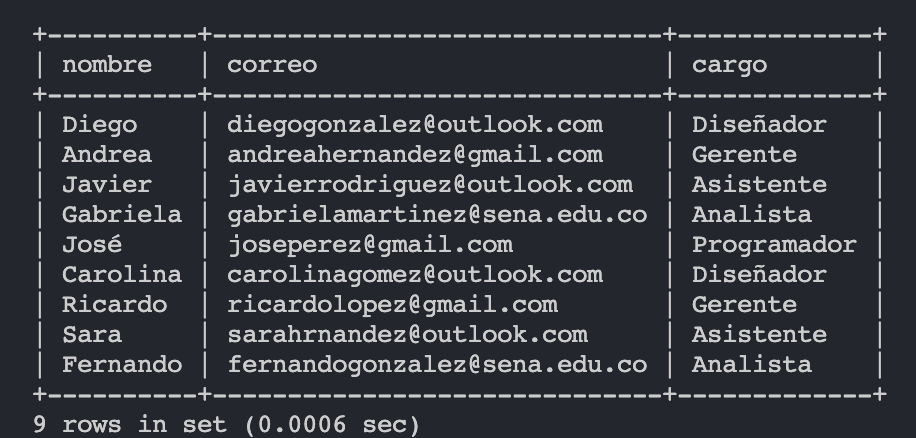 +----------+------------------------------+-------------+
| nombre   | correo                       | cargo       |
+----------+------------------------------+-------------+
| Diego    | diegogonzalez@outlook.com    | Diseñador   |
| Andrea   | andreahernandez@gmail.com    | Gerente     |
| Javier   | javierrodriguez@outlook.com  | Asistente   |
| Gabriela | gabrielamartinez@sena.edu.co | Analista    |
| José     | joseperez@gmail.com          | Programador |
| Carolina | carolinagomez@outlook.com    | Diseñador   |
| Ricardo  | ricardolopez@gmail.com       | Gerente     |
| Sara     | sarahrnandez@outlook.com     | Asistente   |
| Fernando | fernandogonzalez@sena.edu.co | Analista    |
+----------+------------------------------+-------------+
9 rows in set (0.0006 sec)